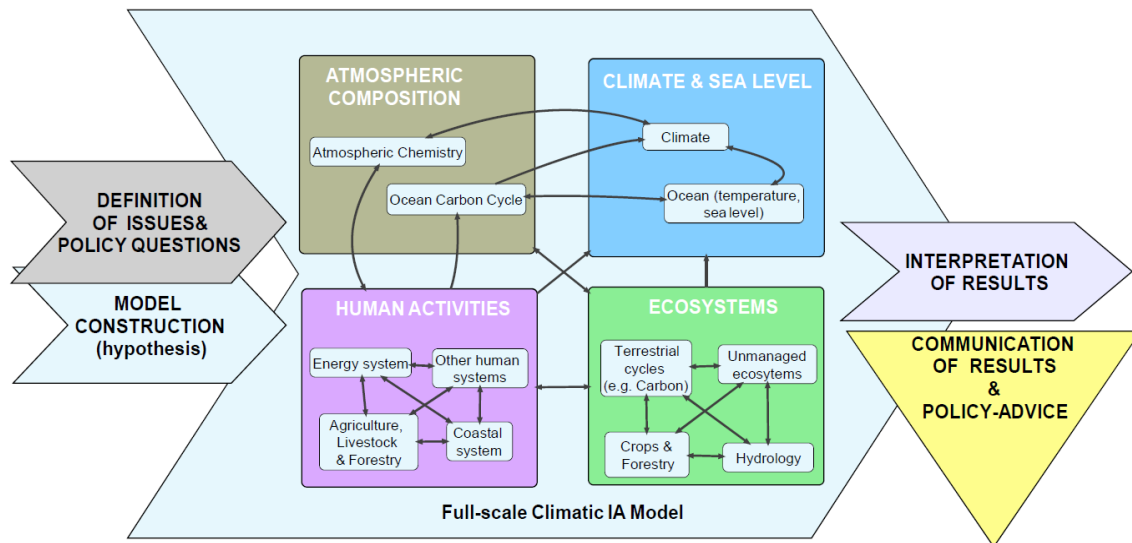 DEFINITION
OF ISSUES&
POLICY QUESTIONS
MODEL
CONSTRUCTION
(hypothesis)
ATMOSPHERIC
COMPOSITION
Atmospheric Chemistry
Ocean Carbon Cycle
CLIMATE & SEA LEVEL
Climate
Ocean (temperature,
sea level)
HUMAN ACTIVITIES
Energy system
Other human
systems
Agriculture,
Livestock
& Forestry
Coastal
system
ECOSYSTEMS
Terrestrial
cycles
(e.g. Carbon)
Unmanaged
ecosystems
Crops &
Forestry
Hydrology
Full-scale Climatic IA Model
INTERPRETATION
OF RESULTS
COMMUNICATION
OF RESULTS
&
POLICY-ADVICE